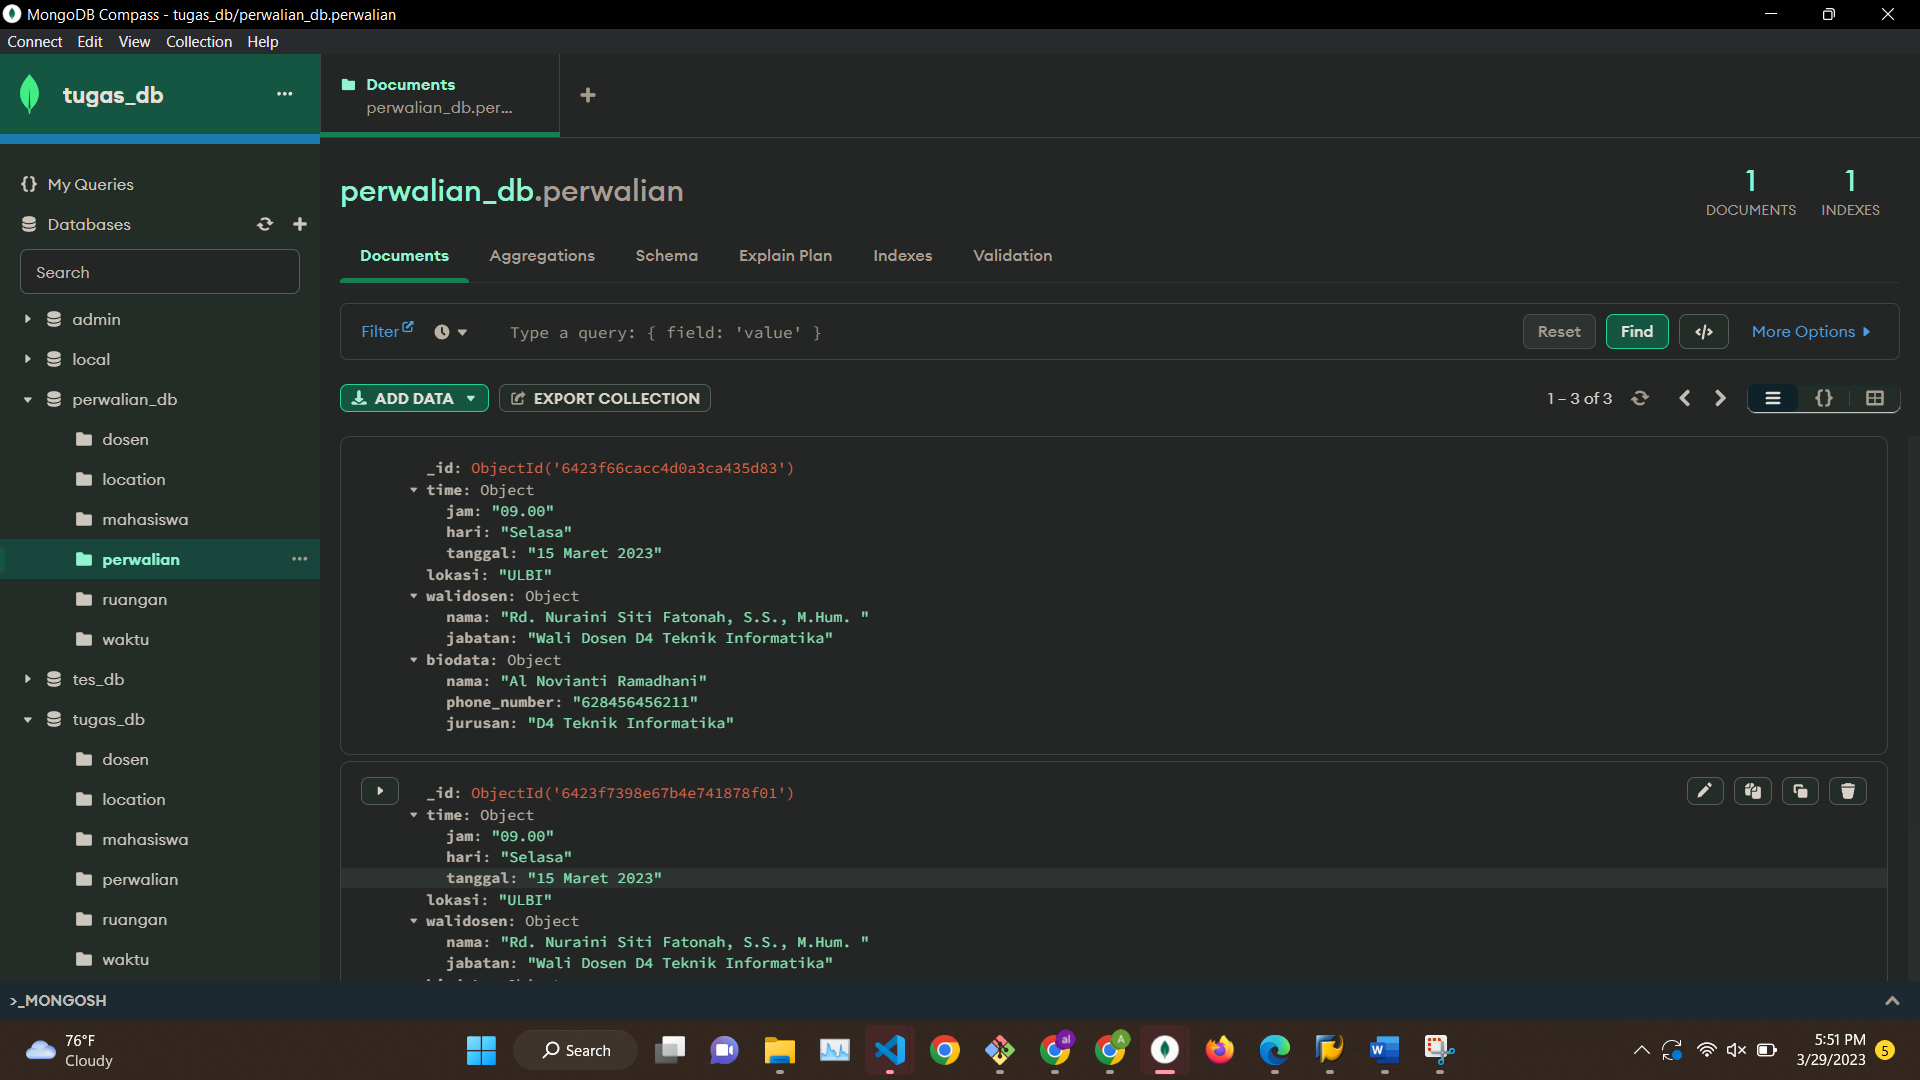 MongoDB Compass - tugas_db/perwalian_db.perwalian
Connect Edit View Collection Help
tugas_db
Documents
perwalian_db.per...
My Queries
Databases
Search
admin
local
perwalian_db
dosen
location
mahasiswa
perwalian
ruangan
waktu
tes_db
tugas_db
dosen
location
mahasiswa
perwalian
ruangan
waktu
perwalian_db.perwalian
1 DOCUMENTS
1 INDEXES
Documents Aggregations Schema Explain Plan Indexes Validation
Filter Type a query: { field: 'value' } Reset Find </> More Options
ADD DATA EXPORT COLLECTION 1 – 3 of 3 {}
_id: ObjectId('6423f66cacc4d0a3ca435d83')
time: Object
jam: "09.00"
hari: "Selasa"
tanggal: "15 Maret 2023"
lokasi: "ULBI"
walidosen: Object
nama: "Rd. Nuraini Siti Fatonah, S.S., M.Hum. "
jabatan: "Wali Dosen D4 Teknik Informatika"
biodata: Object
nama: "Al Novianti Ramadhani"
phone_number: "628456456211"
jurusan: "D4 Teknik Informatika"
_id: ObjectId('6423f7398e67b4e741878f01')
time: Object
jam: "09.00"
hari: "Selasa"
tanggal: "15 Maret 2023"
lokasi: "ULBI"
walidosen: Object
nama: "Rd. Nuraini Siti Fatonah, S.S., M.Hum. "
jabatan: "Wali Dosen D4 Teknik Informatika"
>_MONGOSH
76°F
Cloudy
Search
al
A
W
5:51 PM
3/29/2023
5